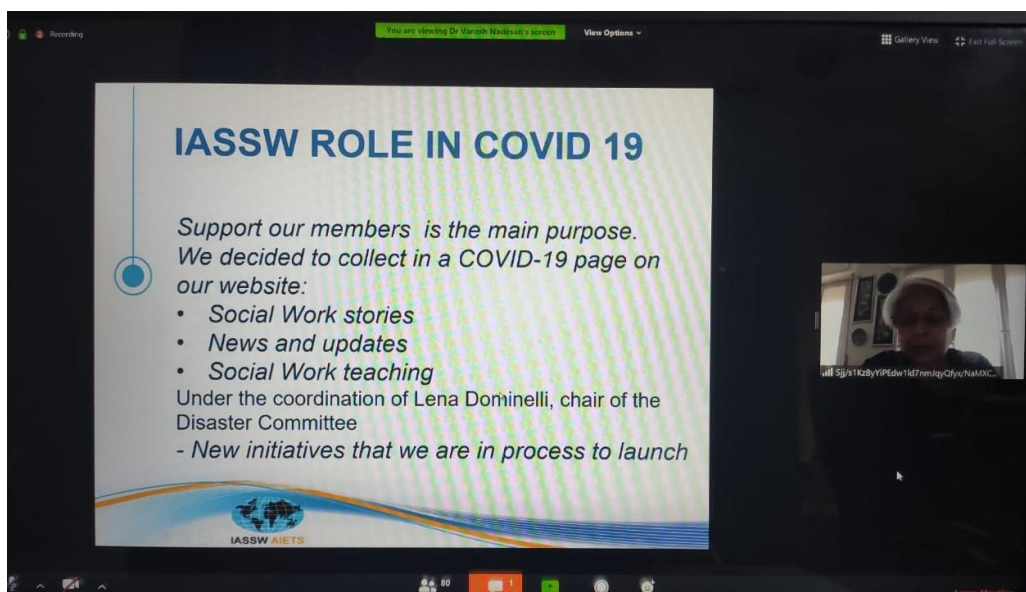 Recording
You are viewing Dr Varoshi Nadesan's screen
View Options
Gallery View
Exit Full Screen
IASSW ROLE IN COVID 19
Support our members is the main purpose.
We decided to collect in a COVID-19 page on
our website:
• Social Work stories
• News and updates
• Social Work teaching
Under the coordination of Lena Dominelli, chair of the
Disaster Committee
- New initiatives that we are in process to launch
IASSW AIETS
80
1